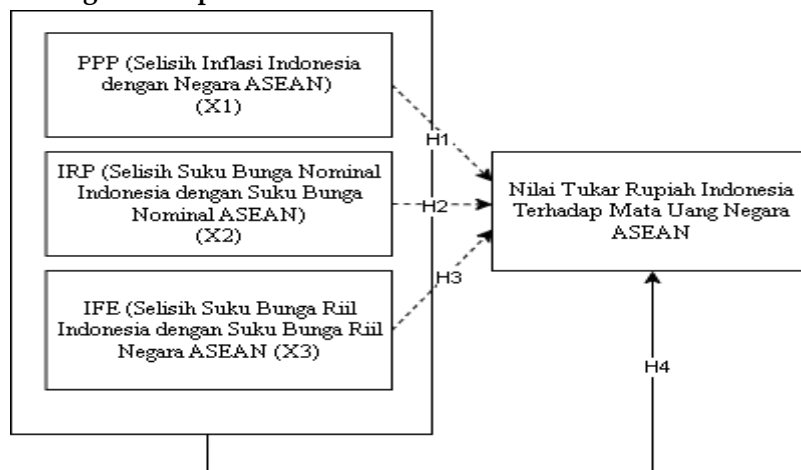 PPP (Selisih Inflasi Indonesia
dengan Negara ASEAN)
(X1)
IRP (Selisih Suku Bunga Nominal
Indonesia dengan Suku Bunga
Nominal ASEAN)
(X2)
IFE (Selisih Suku Bunga Riil
Indonesia dengan Suku Bunga Riil
Negara ASEAN (X3)
H1
H2
H3
Nilai Tukar Rupiah Indonesia
Terhadap Mata Uang Negara
ASEAN
H4